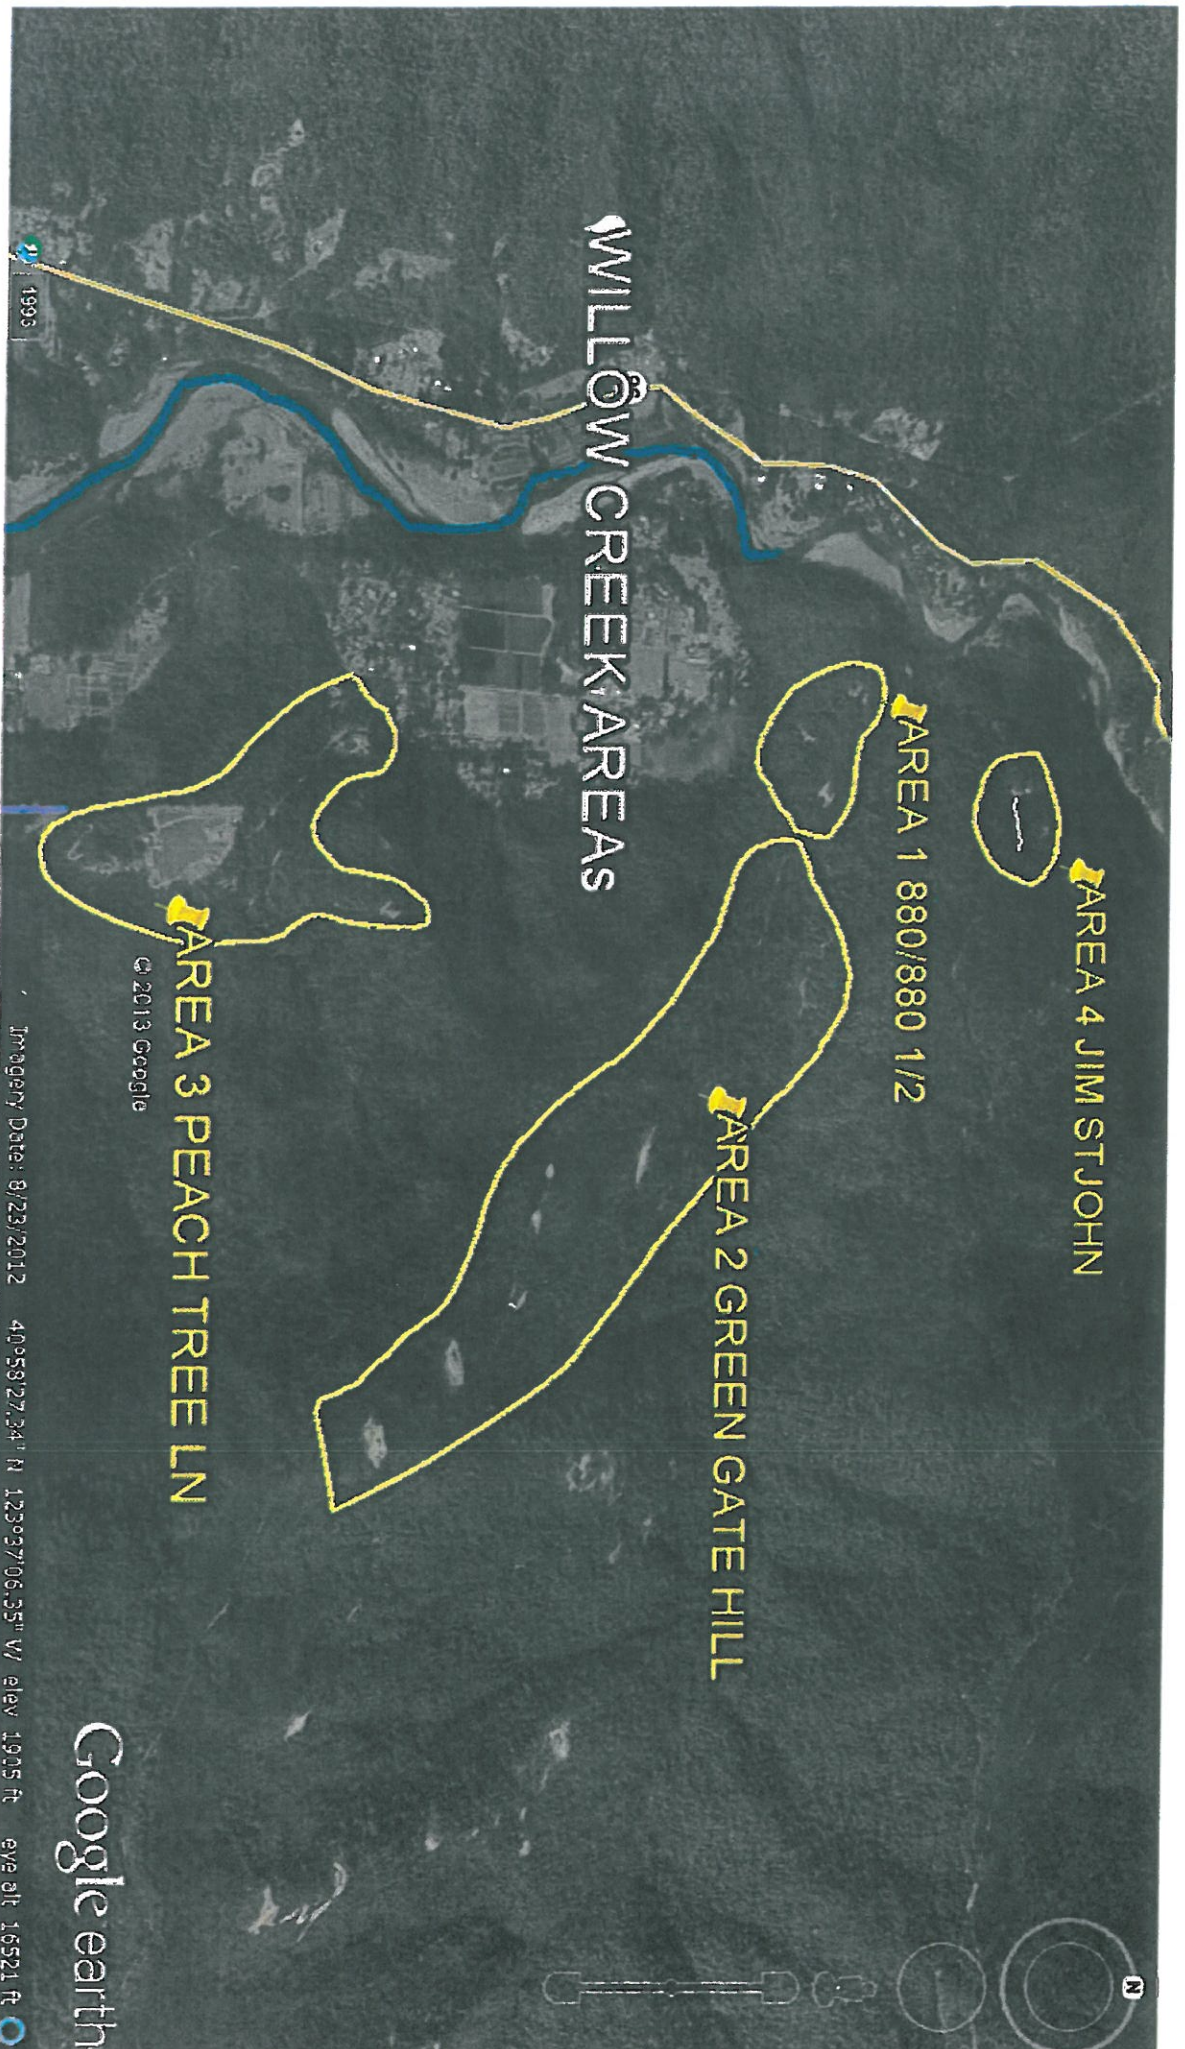 AREA 4 JIM STJOHN
AREA 1 880/880 1/2
WILLOW CREEK AREAS
AREA 2 GREEN GATE HILL
AREA 3 PEACH TREE LN
© 2013 Google
Google earth
1993
Imagery Date: 8/23/2012 40°58'27.34" N 123°37'06.35" W elev 1905 ft eye alt 16521 ft
N